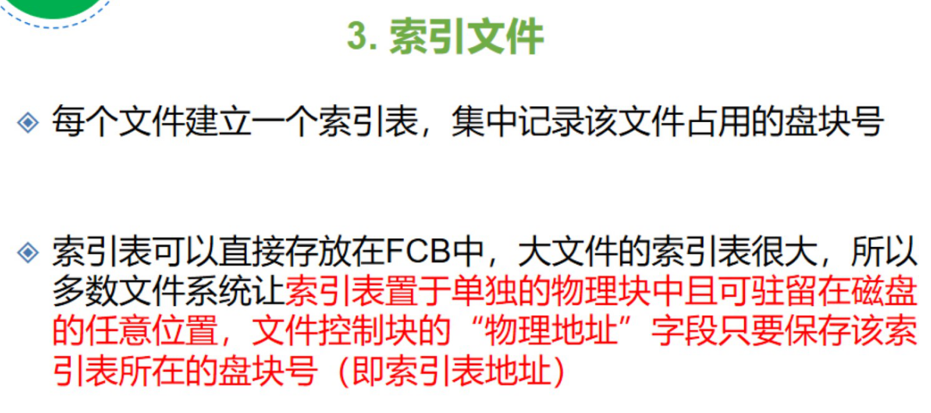 3. 索引文件
每个文件建立一个索引表，集中记录该文件占用的盘块号
索引表可以直接存放在FCB中，大文件的索引表很大，所以
多数文件系统让索引表置于单独的物理块中且可驻留在磁盘
的任意位置，文件控制块的“物理地址”字段只要保存该索
引表所在的盘块号（即索引表地址）